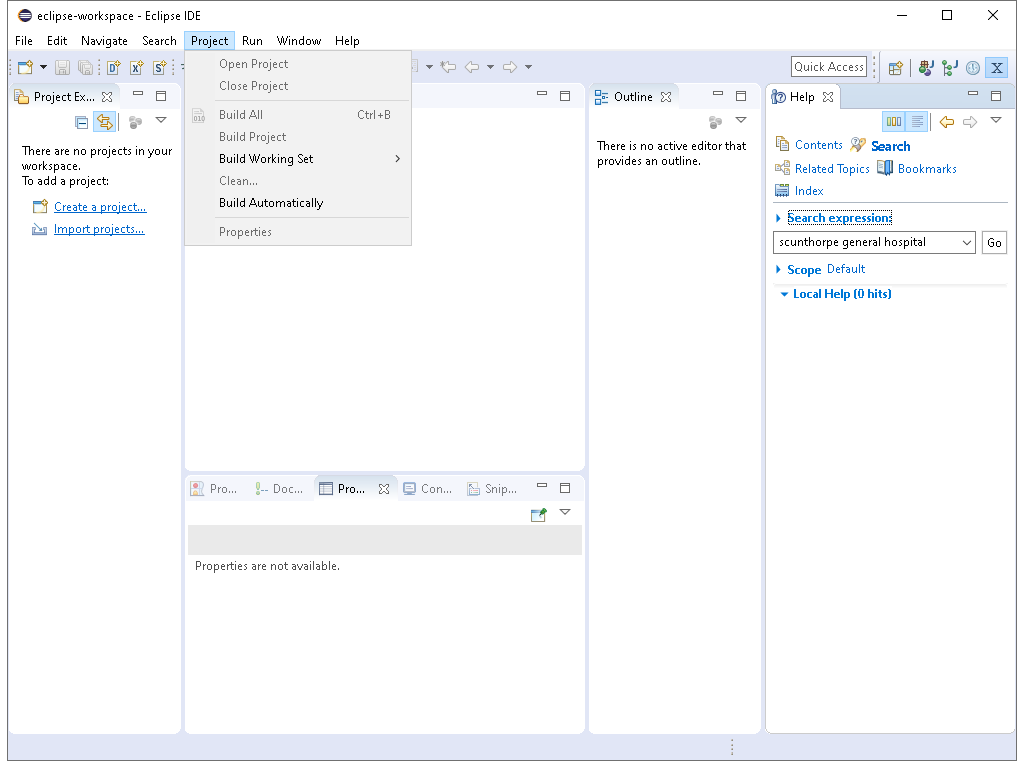 eclipse-workspace - Eclipse IDE
File Edit Navigate Search Project Run Window Help
Quick Access
Project Ex...
There are no projects in your
workspace.
To add a project:
Create a project...
Import projects...
Open Project
Close Project
010
Build All Ctrl+B
Build Project
Build Working Set
Clean...
Build Automatically
Properties
Outline
There is no active editor that
provides an outline.
Help
Contents Search
Related Topics Bookmarks
Index
Search expression:
scunthorpe general hospital Go
Scope Default
Local Help (0 hits)
Pro... Doc... Pro... Con... Snip...
Properties are not available.